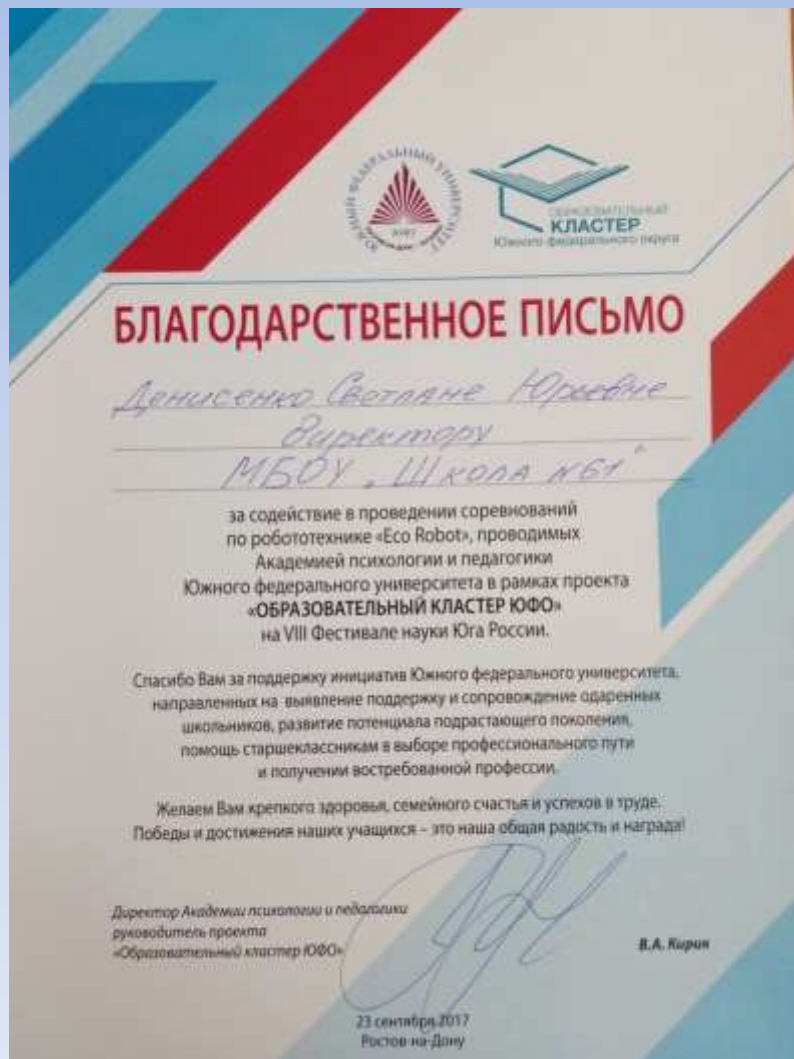 ЮЖНЫЙ ФЕДЕРАЛЬНЫЙ УНИВЕРСИТЕТ
ОБРАЗОВАТЕЛЬНЫЙ
КЛАСТЕР
Южного федерального округа
БЛАГОДАРСТВЕННОЕ ПИСЬМО
Денисенко Светлане Юрьевне
директору
МБОУ „Школа №61"
за содействие в проведении соревнований
по робототехнике «Eco Robot», проводимых
Академией психологии и педагогики
Южного федерального университета в рамках проекта
«ОБРАЗОВАТЕЛЬНЫЙ КЛАСТЕР ЮФО»
на VIII Фестивале науки Юга России.
Спасибо Вам за поддержку инициатив Южного федерального университета,
направленных на выявление поддержку и сопровождение одаренных
школьников, развитие потенциала подрастающего поколения,
помощь старшеклассникам в выборе профессионального пути
и получении востребованной профессии.
Желаем Вам крепкого здоровья, семейного счастья и успехов в труде.
Победы и достижения наших учащихся – это наша общая радость и награда!
Директор Академии психологии и педагогики
руководитель проекта
«Образовательный кластер ЮФО»
В.А. Кирик
23 сентября 2017
Ростов-на-Дону